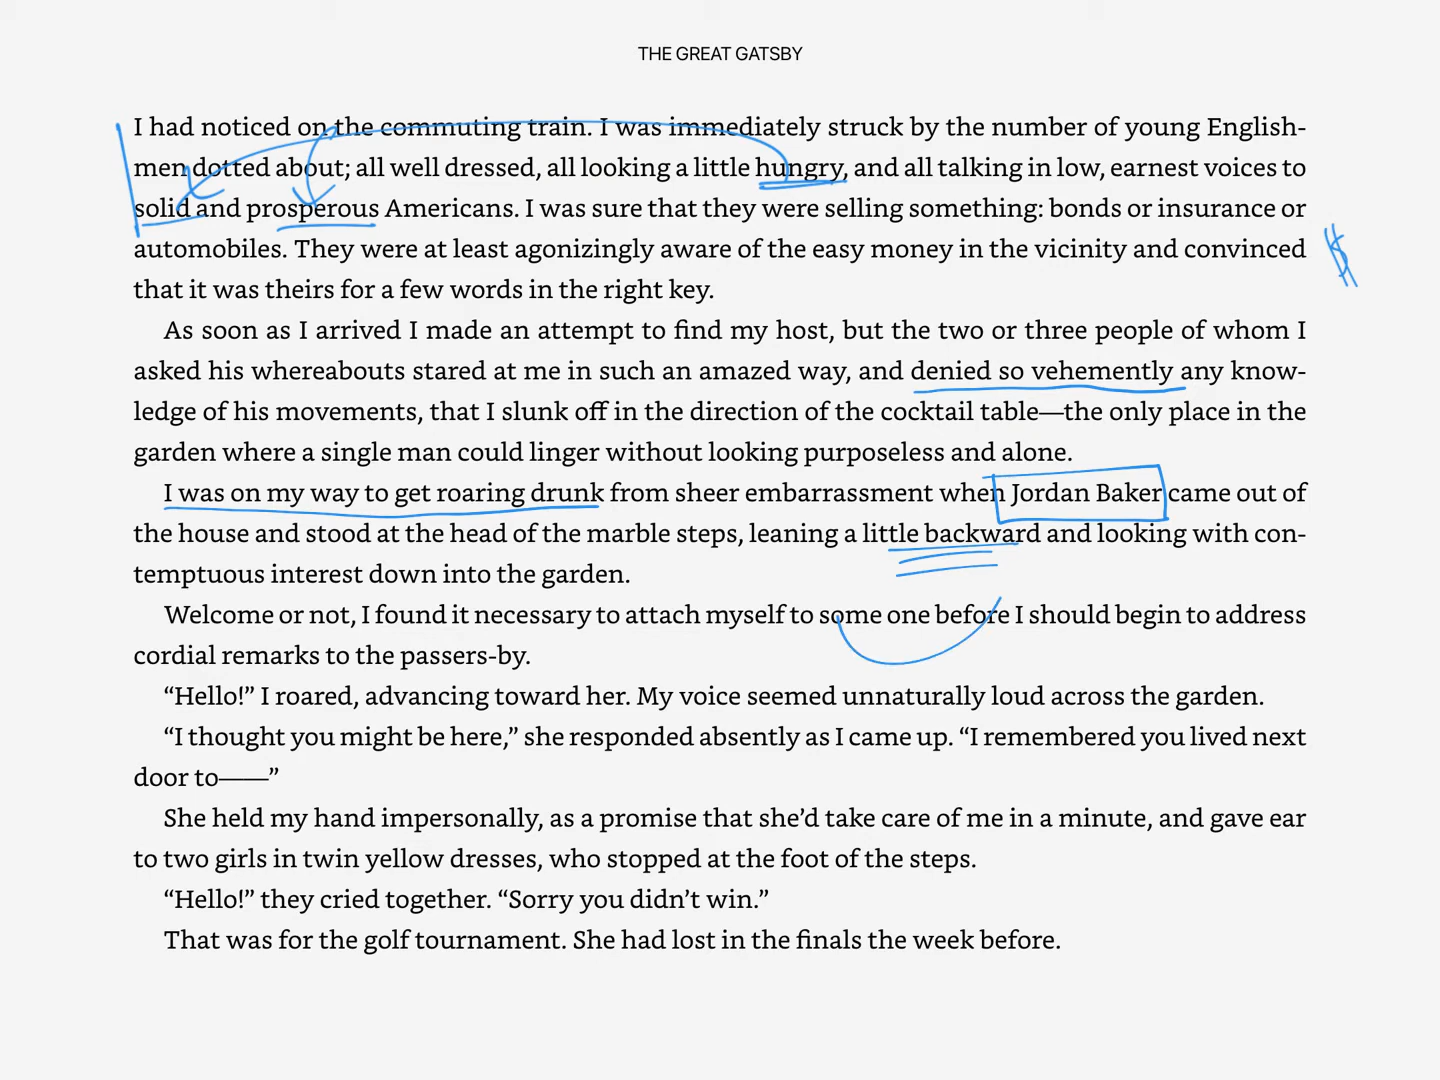 THE GREAT GATSBY
I had noticed on the commuting train. I was immediately struck by the number of young English-
men dotted about; all well dressed, all looking a little hungry, and all talking in low, earnest voices to
solid and prosperous Americans. I was sure that they were selling something: bonds or insurance or
automobiles. They were at least agonizingly aware of the easy money in the vicinity and convinced
$
that it was theirs for a few words in the right key.
As soon as I arrived I made an attempt to find my host, but the two or three people of whom I
asked his whereabouts stared at me in such an amazed way, and denied so vehemently any know-
ledge of his movements, that I slunk off in the direction of the cocktail table—the only place in the
garden where a single man could linger without looking purposeless and alone.
I was on my way to get roaring drunk from sheer embarrassment when Jordan Baker came out of
the house and stood at the head of the marble steps, leaning a little backward and looking with con-
temptuous interest down into the garden.
Welcome or not, I found it necessary to attach myself to some one before I should begin to address
cordial remarks to the passers-by.
“Hello!” I roared, advancing toward her. My voice seemed unnaturally loud across the garden.
“I thought you might be here,” she responded absently as I came up. “I remembered you lived next
door to——”
She held my hand impersonally, as a promise that she’d take care of me in a minute, and gave ear
to two girls in twin yellow dresses, who stopped at the foot of the steps.
“Hello!” they cried together. “Sorry you didn’t win.”
That was for the golf tournament. She had lost in the finals the week before.